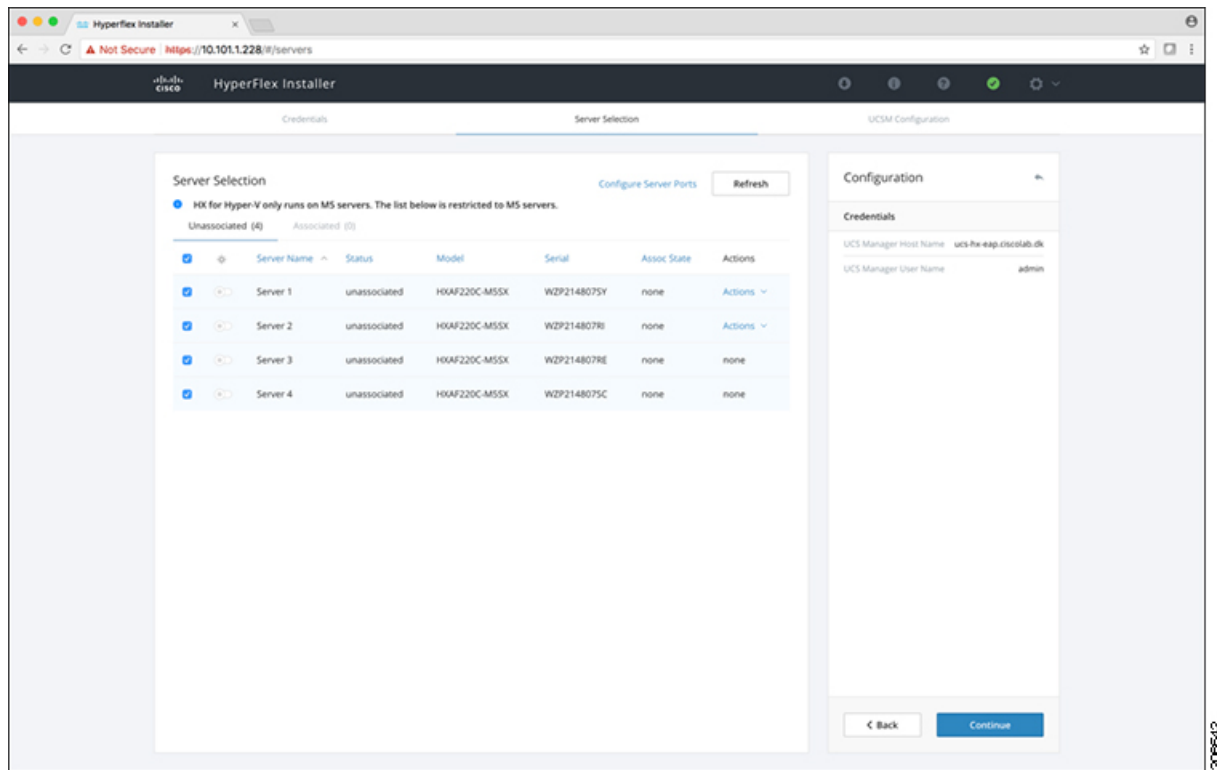 Hyperflex Installer
Not Secure https://10.101.1.228/#/servers
cisco HyperFlex Installer
Credentials Server Selection UCSM Configuration
Server Selection Configure Server Ports Refresh
HX for Hyper-V only runs on M5 servers. The list below is restricted to M5 servers.
Unassociated (4) Associated (0)
Server Name Status Model Serial Assoc State Actions
Server 1 unassociated HXAF220C-M5SX WZP214807SY none Actions
Server 2 unassociated HXAF220C-M5SX WZP214807RI none Actions
Server 3 unassociated HXAF220C-M5SX WZP214807RE none none
Server 4 unassociated HXAF220C-M5SX WZP214807SC none none
Configuration
Credentials
UCS Manager Host Name ucs-hx-eap.ciscolab.dk
UCS Manager User Name admin
Back Continue
306543